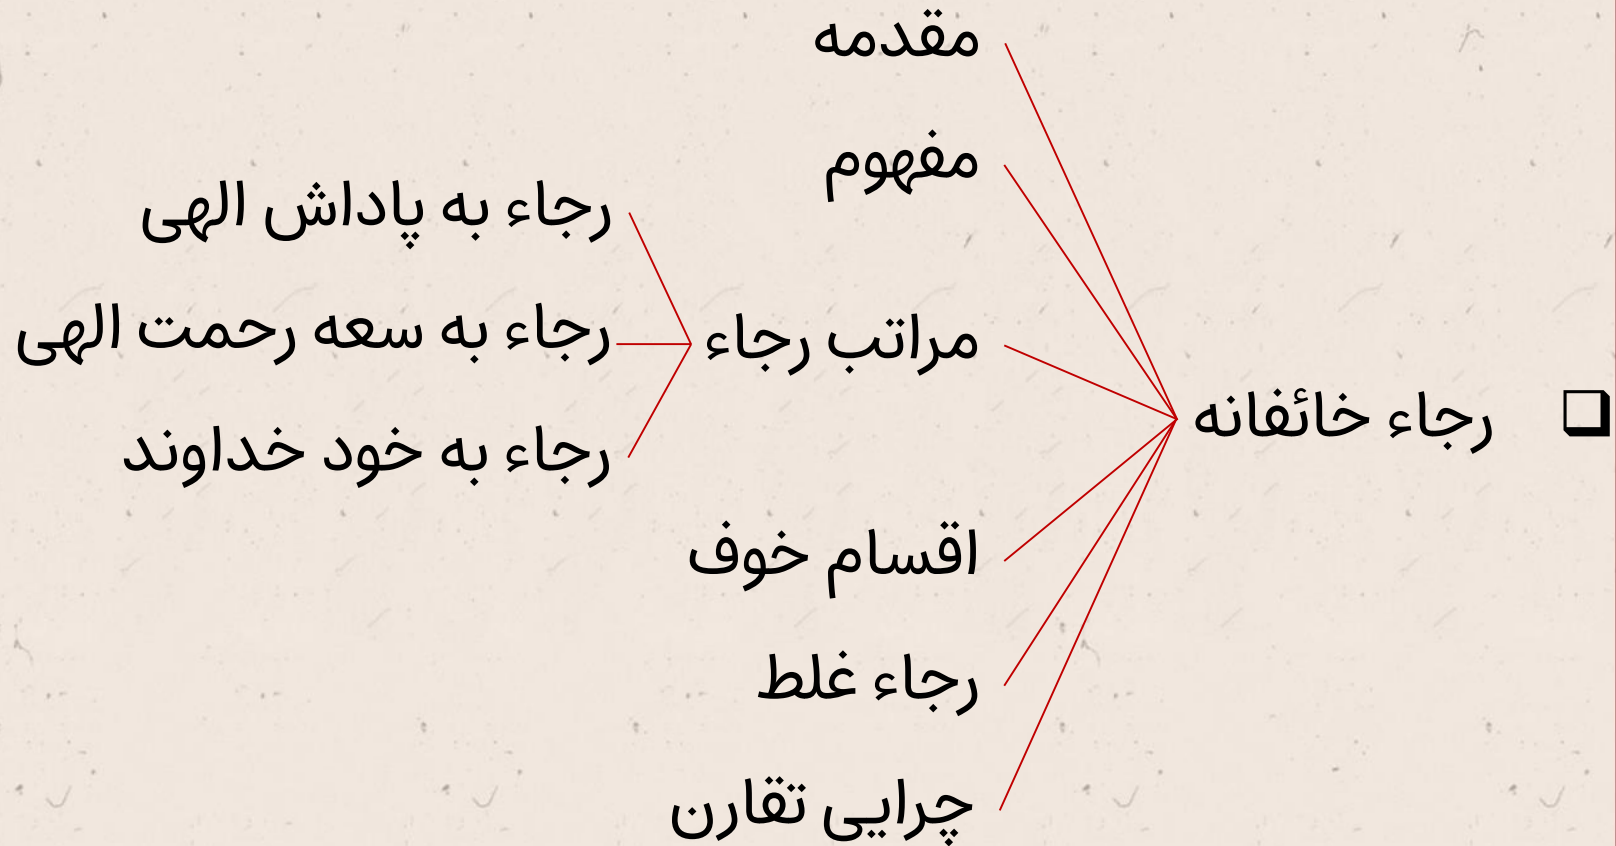 رجاء خائفانه
مقدمه
مفهوم
مراتب رجاء
رجاء به پاداش الهی
رجاء به سعه رحمت الهی
رجاء به خود خداوند
اقسام خوف
رجاء غلط
چرایی تقارن